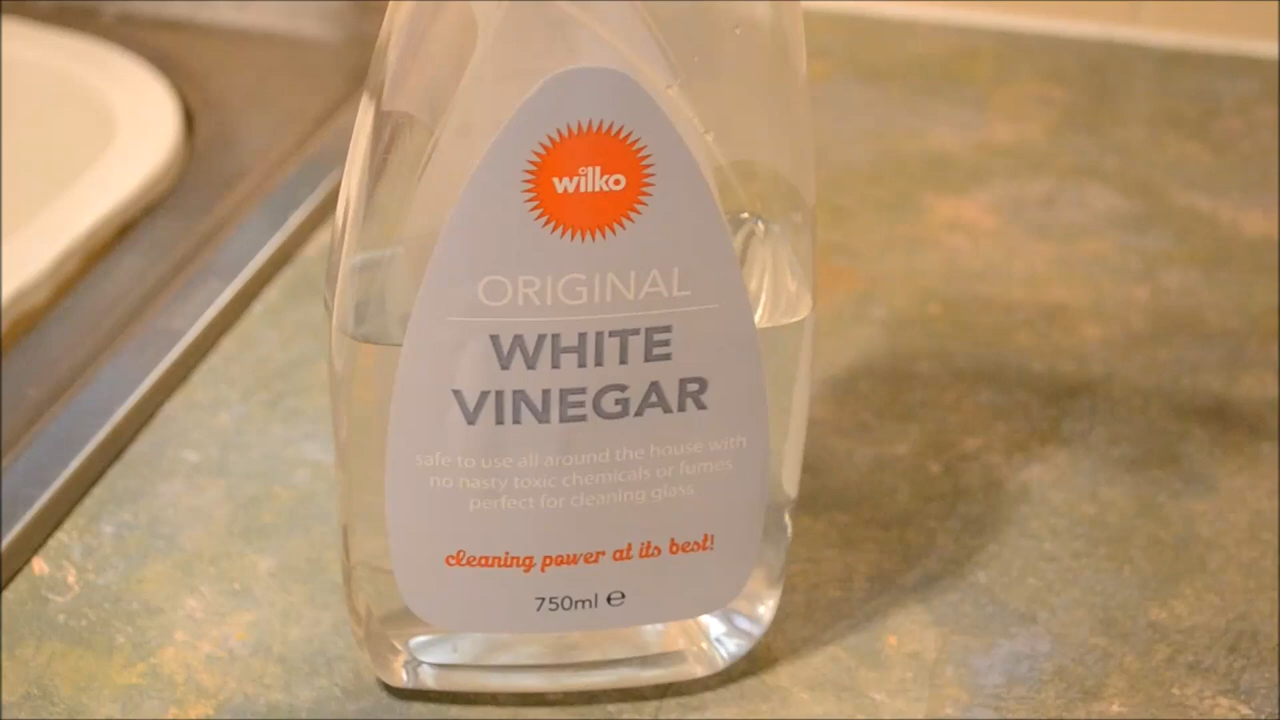 wilko
ORIGINAL
WHITE
VINEGAR
safe to use all around the house with
no nasty toxic chemicals or fumes
perfect for cleaning glass
cleaning power at its best!
750ml ℮